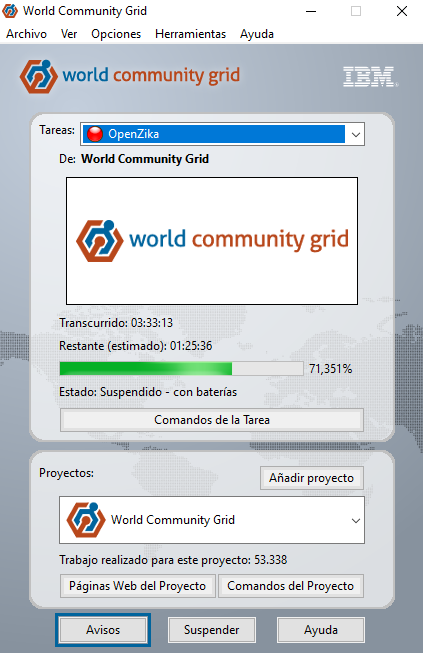 World Community Grid
Archivo Ver Opciones Herramientas Ayuda
world community grid IBM.
Tareas: OpenZika
De: World Community Grid
world community grid
Transcurrido: 03:33:13
Restante (estimado): 01:25:36
71,351%
Estado: Suspendido - con baterías
Comandos de la Tarea
Proyectos:
Añadir proyecto
World Community Grid
Trabajo realizado para este proyecto: 53.338
Páginas Web del Proyecto Comandos del Proyecto
Avisos Suspender Ayuda